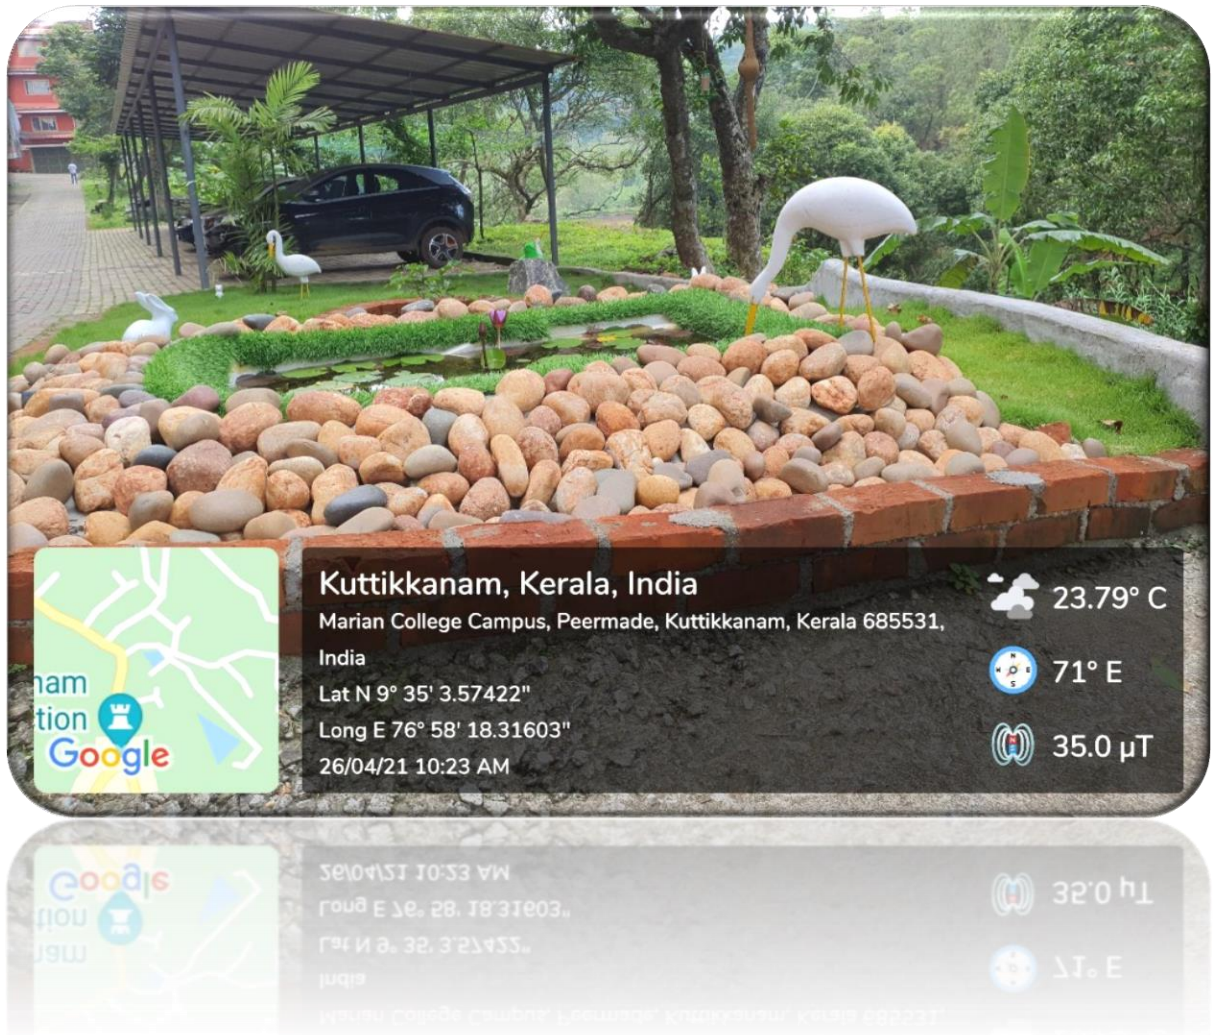 Kuttikkanam, Kerala, India
Marian College Campus, Peermade, Kuttikkanam, Kerala 685531,
India
Lat N 9° 35' 3.57422"
Long E 76° 58' 18.31603"
26/04/21 10:23 AM
23.79° C
71° E
35.0 µT
Google